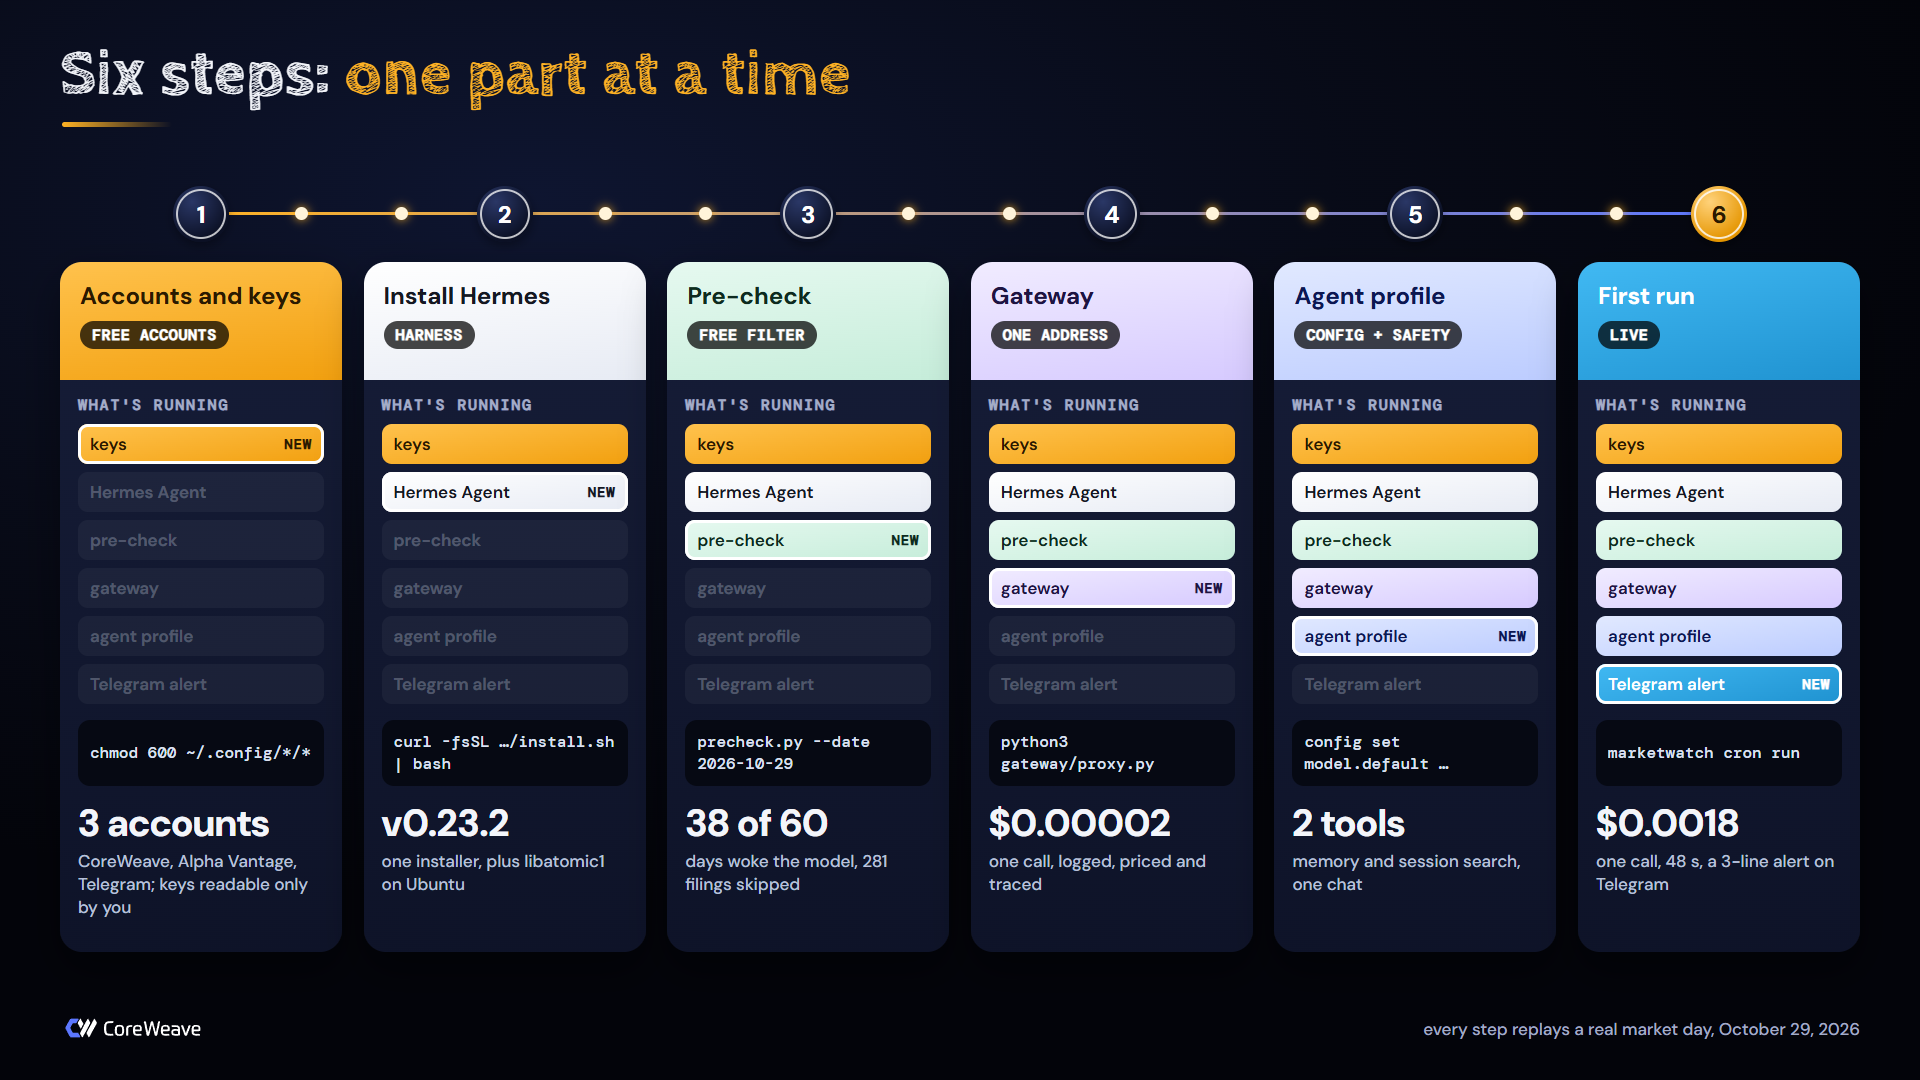 Six steps: one part at a time
1
2
3
4
5
6
Accounts and keys
FREE ACCOUNTS
WHAT'S RUNNING
keys NEW
Hermes Agent
pre-check
gateway
agent profile
Telegram alert
chmod 600 ~/.config/*/*
3 accounts
CoreWeave, Alpha Vantage,
Telegram; keys readable only
by you
Install Hermes
HARNESS
WHAT'S RUNNING
keys
Hermes Agent NEW
pre-check
gateway
agent profile
Telegram alert
curl -fsSL …/install.sh
| bash
v0.23.2
one installer, plus libatomic1
on Ubuntu
Pre-check
FREE FILTER
WHAT'S RUNNING
keys
Hermes Agent
pre-check NEW
gateway
agent profile
Telegram alert
precheck.py --date
2026-10-29
38 of 60
days woke the model, 281
filings skipped
Gateway
ONE ADDRESS
WHAT'S RUNNING
keys
Hermes Agent
pre-check
gateway NEW
agent profile
Telegram alert
python3
gateway/proxy.py
$0.00002
one call, logged, priced and
traced
Agent profile
CONFIG + SAFETY
WHAT'S RUNNING
keys
Hermes Agent
pre-check
gateway
agent profile NEW
Telegram alert
config set
model.default …
2 tools
memory and session search,
one chat
First run
LIVE
WHAT'S RUNNING
keys
Hermes Agent
pre-check
gateway
agent profile
Telegram alert NEW
marketwatch cron run
$0.0018
one call, 48 s, a 3-line alert on
Telegram
CoreWeave
every step replays a real market day, October 29, 2026